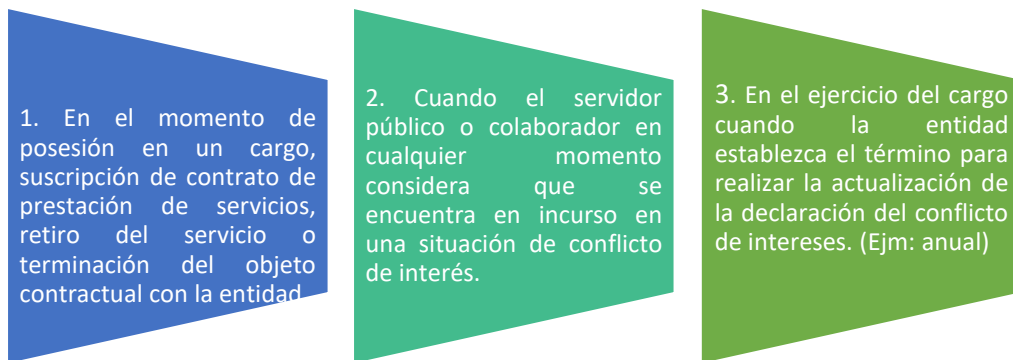 1. En el momento de
posesión en un cargo,
suscripción de contrato de
prestación de servicios,
retiro del servicio o
terminación del objeto
contractual con la entidad.
2. Cuando el servidor
público o colaborador en
cualquier momento
considera que se
encuentra en incurso en
una situación de conflicto
de interés.
3. En el ejercicio del cargo
cuando la entidad
establezca el término para
realizar la actualización de
la declaración del conflicto
de intereses. (Ejm: anual)